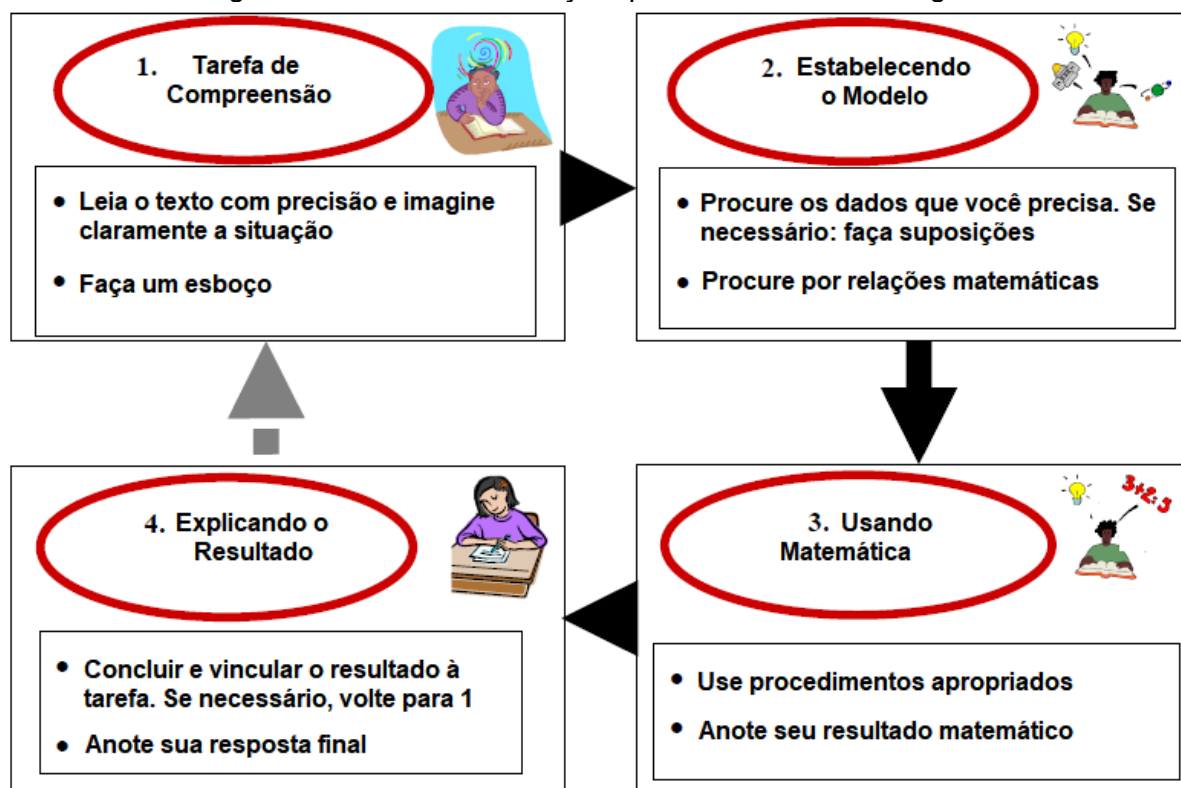 1. Tarefa de
Compreensão
• Leia o texto com precisão e imagine
claramente a situação
• Faça um esboço
2. Estabelecendo
o Modelo
• Procure os dados que você precisa. Se
necessário: faça suposições
• Procure por relações matemáticas
3. Usando
Matemática
3+2:3
• Use procedimentos apropriados
• Anote seu resultado matemático
4. Explicando o
Resultado
• Concluir e vincular o resultado à
tarefa. Se necessário, volte para 1
• Anote sua resposta final